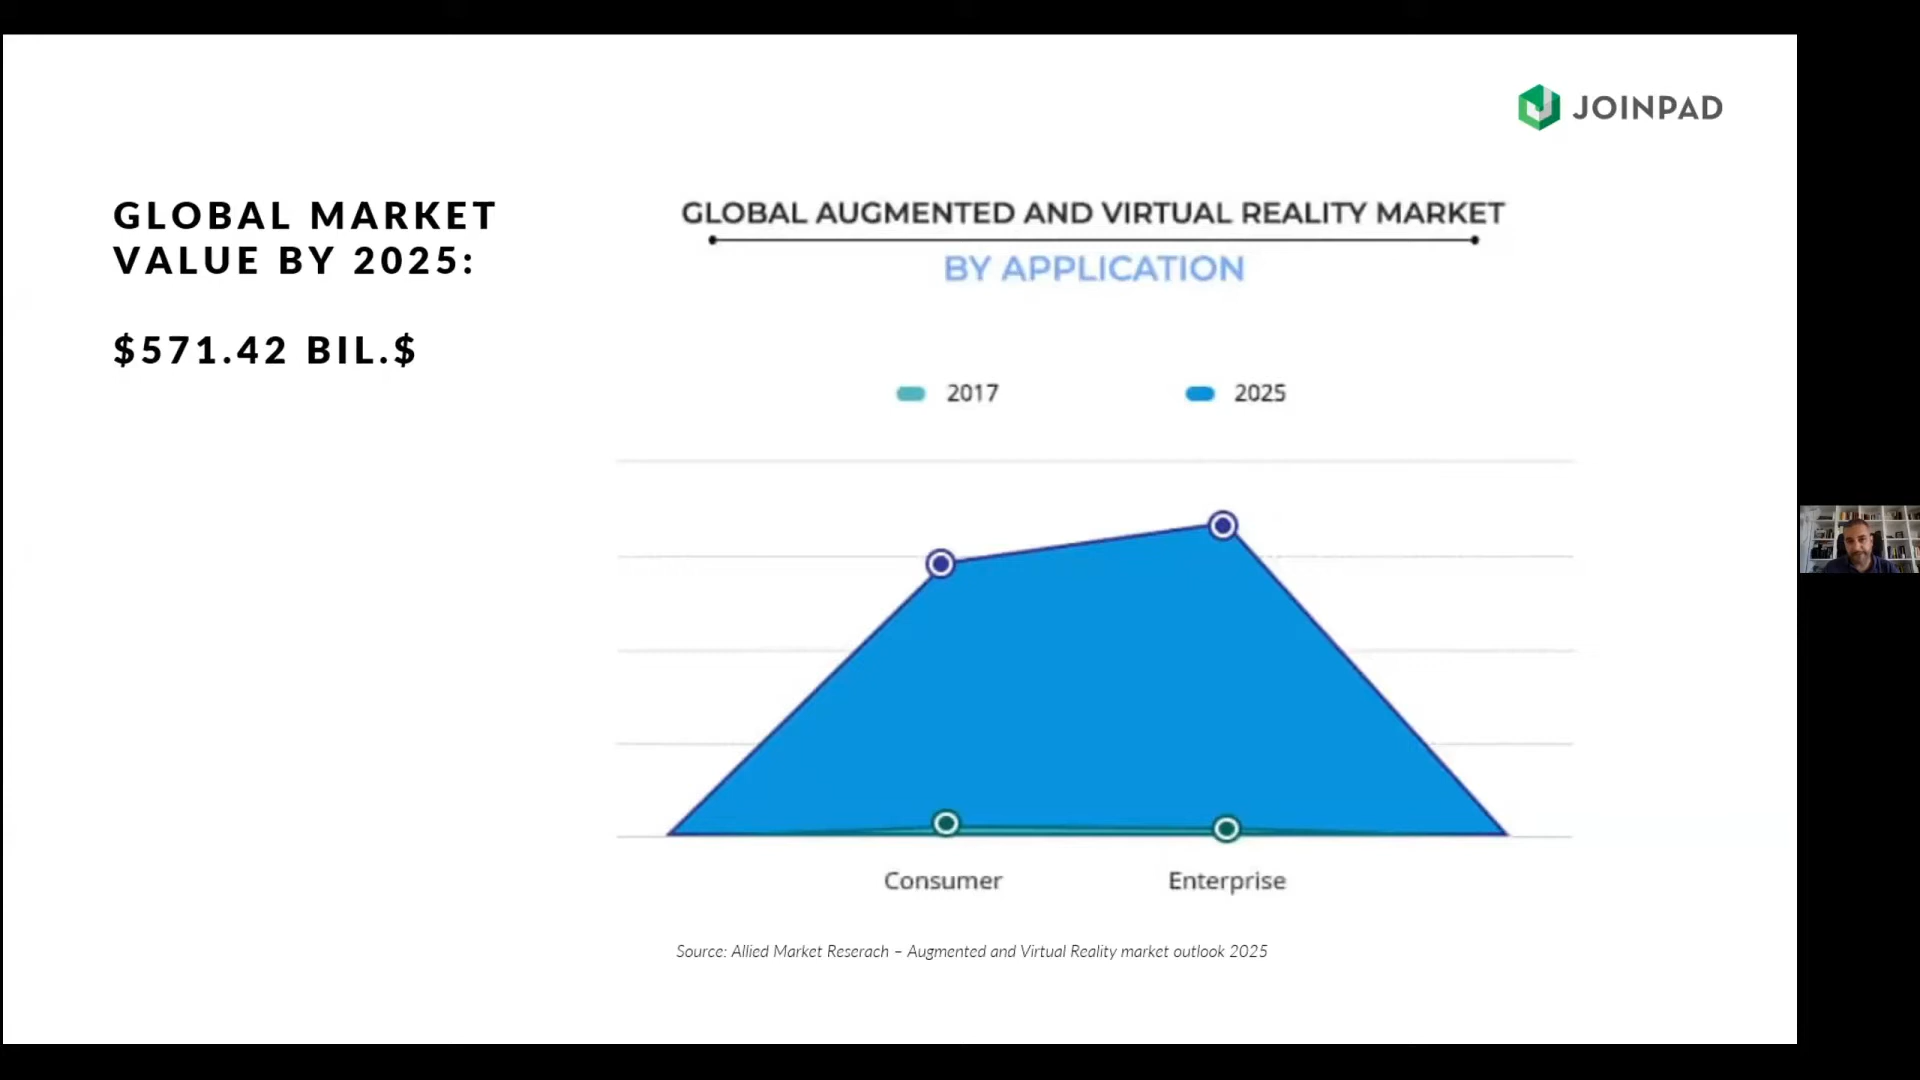 JOINPAD
GLOBAL MARKET
VALUE BY 2025:
$571.42 BIL.$
GLOBAL AUGMENTED AND VIRTUAL REALITY MARKET
BY APPLICATION
2017
2025
Consumer
Enterprise
Source: Allied Market Reserach – Augmented and Virtual Reality market outlook 2025